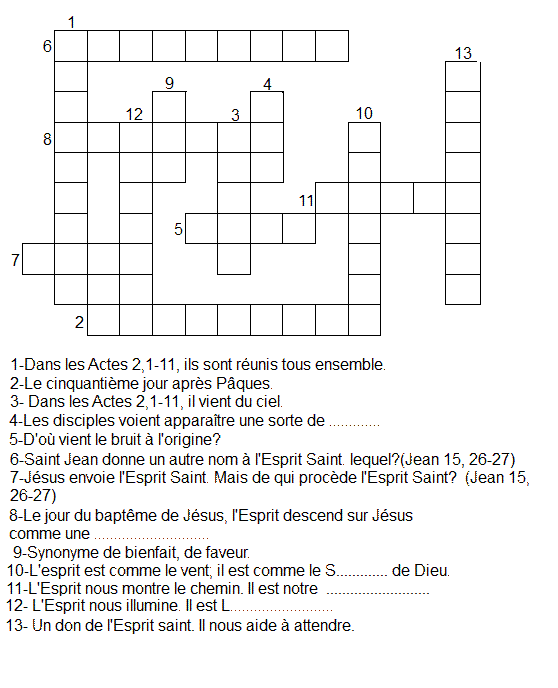 1
6
13
9
4
12
3
10
8
11
5
7
2
1-Dans les Actes 2,1-11, ils sont réunis tous ensemble.
2-Le cinquantième jour après Pâques.
3- Dans les Actes 2,1-11, il vient du ciel.
4-Les disciples voient apparaître une sorte de .............
5-D'où vient le bruit à l'origine?
6-Saint Jean donne un autre nom à l'Esprit Saint. lequel?(Jean 15, 26-27)
7-Jésus envoie l'Esprit Saint. Mais de qui procède l'Esprit Saint? (Jean 15,
26-27)
8-Le jour du baptême de Jésus, l'Esprit descend sur Jésus
comme une .............................
9-Synonyme de bienfait, de faveur.
10-L'esprit est comme le vent; il est comme le S............. de Dieu.
11-L'Esprit nous montre le chemin. Il est notre ..........................
12- L'Esprit nous illumine. Il est L..........................
13- Un don de l'Esprit saint. Il nous aide à attendre.